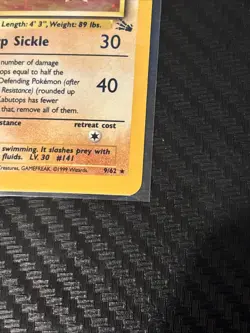 Length: 4' 3", Weight: 89 lbs.
p Sickle 30
number of damage
ops equal to half the
Defending Pokémon (after
Resistance) (rounded up
Kabutops has fewer
that, remove all of them.
40
stance retreat cost
swimming. It slashes prey with
fluids. LV. 30 #141
Creatures, GAMEFREAK. ©1999 Wizards. 9/62 ★